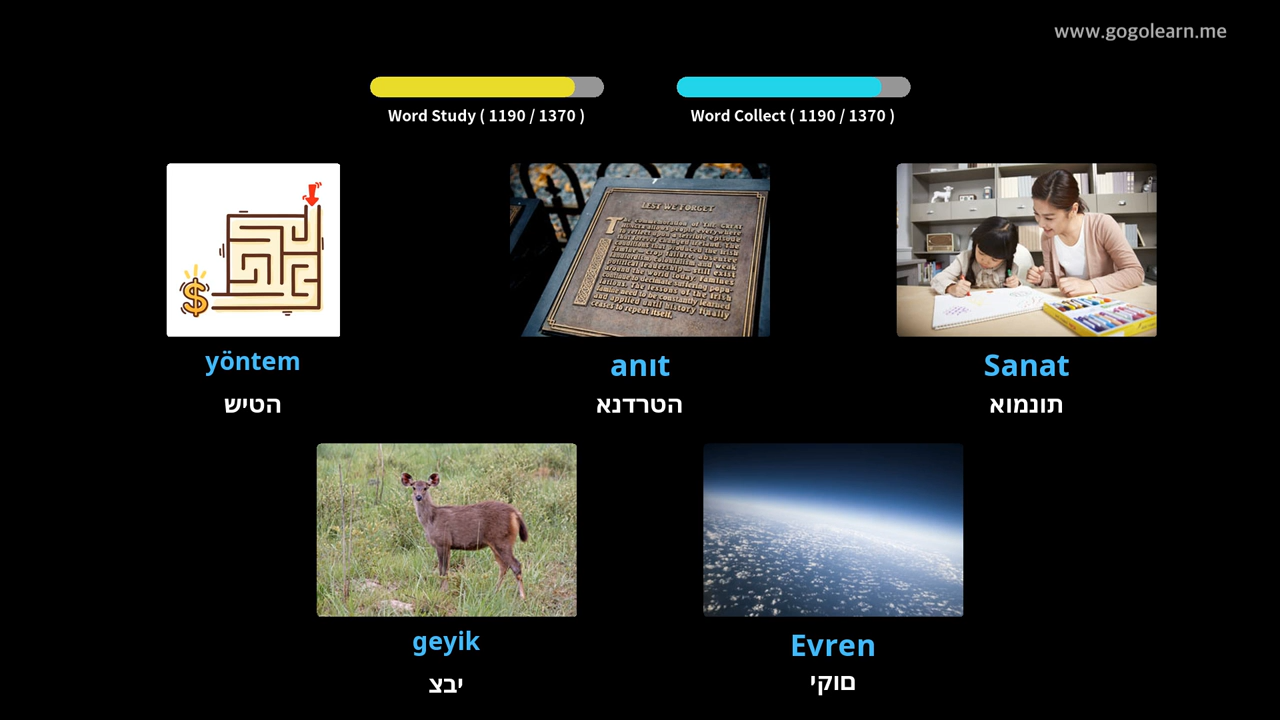 www.gogolearn.me
Word Study ( 1190 / 1370 )
Word Collect ( 1190 / 1370 )
LEST WE FORGET
yöntem
anıt
Sanat
הטיש
הטרדנא
תונמוא
geyik
Evren
יבצ
םוקי